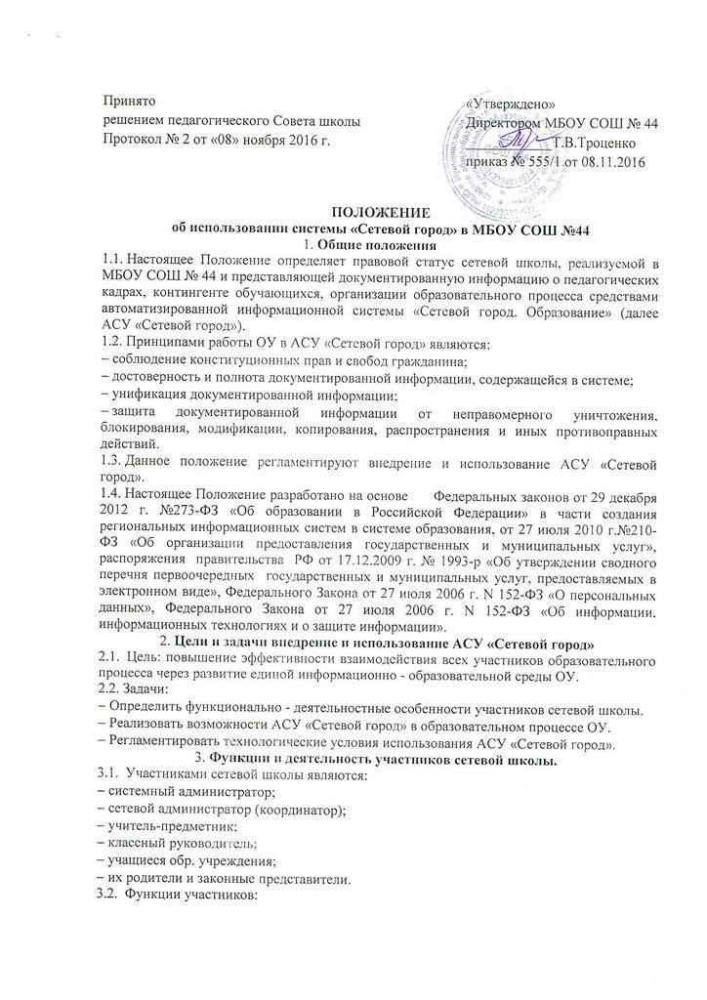 Принято
решением педагогического Совета школы
Протокол № 2 от «08» ноября 2016 г.
«Утверждено»
Директором МБОУ СОШ № 44
Т.В.Троценко
приказ № 555/1 от 08.11.2016
ПОЛОЖЕНИЕ
об использовании системы «Сетевой город» в МБОУ СОШ №44
1. Общие положения
1.1. Настоящее Положение определяет правовой статус сетевой школы, реализуемой в
МБОУ СОШ № 44 и представляющей документированную информацию о педагогических
кадрах, контингенте обучающихся, организации образовательного процесса средствами
автоматизированной информационной системы «Сетевой город. Образование» (далее
АСУ «Сетевой город»).
1.2. Принципами работы ОУ в АСУ «Сетевой город» являются:
– соблюдение конституционных прав и свобод гражданина;
– достоверность и полнота документированной информации, содержащейся в системе;
– унификация документированной информации;
– защита документированной информации от неправомерного уничтожения,
блокирования, модификации, копирования, распространения и иных противоправных
действий.
1.3. Данное положение регламентируют внедрение и использование АСУ «Сетевой
город».
1.4. Настоящее Положение разработано на основе Федеральных законов от 29 декабря
2012 г. №273-ФЗ «Об образовании в Российской Федерации» в части создания
региональных информационных систем в системе образования, от 27 июля 2010 г.№210-
ФЗ «Об организации предоставления государственных и муниципальных услуг»,
распоряжения правительства РФ от 17.12.2009 г. № 1993-р «Об утверждении сводного
перечня первоочередных государственных и муниципальных услуг, предоставляемых в
электронном виде», Федерального Закона от 27 июля 2006 г. N 152-ФЗ «О персональных
данных», Федерального Закона от 27 июля 2006 г. N 152-ФЗ «Об информации,
информационных технологиях и о защите информации».
2. Цели и задачи внедрение и использование АСУ «Сетевой город»
2.1. Цель: повышение эффективности взаимодействия всех участников образовательного
процесса через развитие единой информационно - образовательной среды ОУ.
2.2. Задачи:
– Определить функционально - деятельностные особенности участников сетевой школы.
– Реализовать возможности АСУ «Сетевой город» в образовательном процессе ОУ.
– Регламентировать технологические условия использования АСУ «Сетевой город».
3. Функции и деятельность участников сетевой школы.
3.1. Участниками сетевой школы являются:
– системный администратор;
– сетевой администратор (координатор);
– учитель-предметник;
– классный руководитель;
– учащиеся обр. учреждения;
– их родители и законные представители.
3.2. Функции участников: